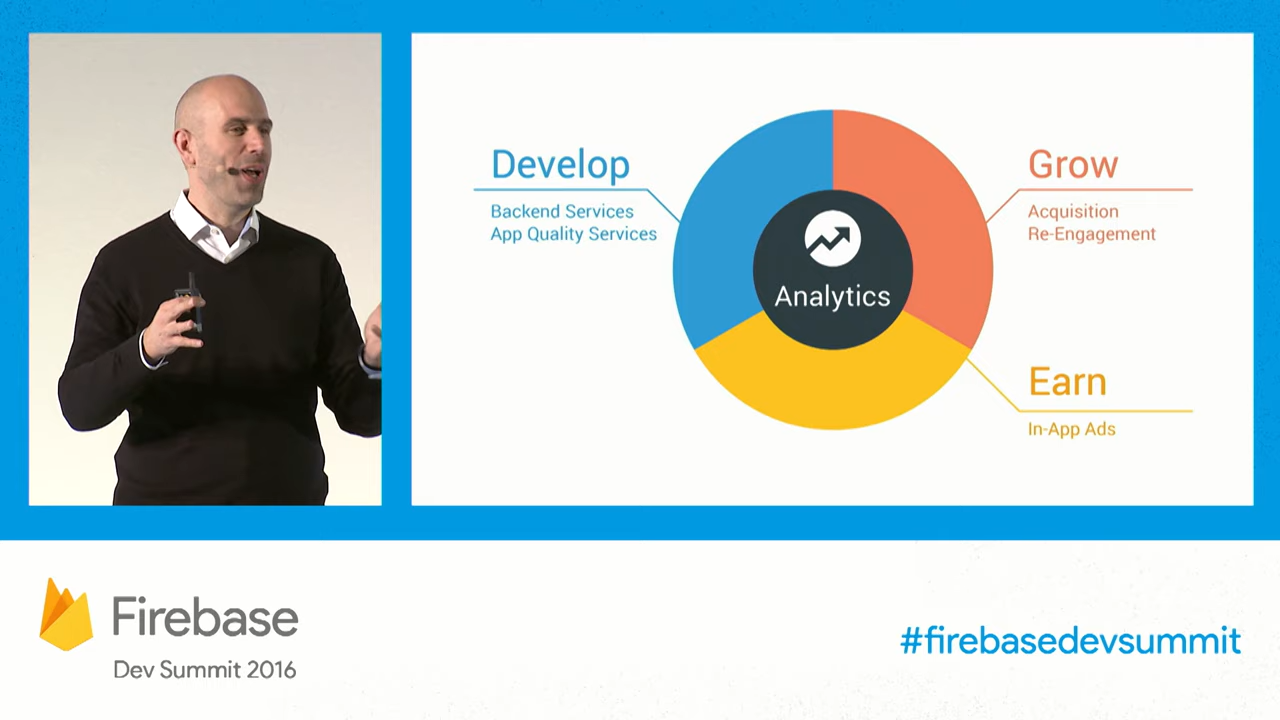 Develop
Backend Services
App Quality Services
Analytics
Grow
Acquisition
Re-Engagement
Earn
In-App Ads
Firebase
Dev Summit 2016
#firebasedevsummit